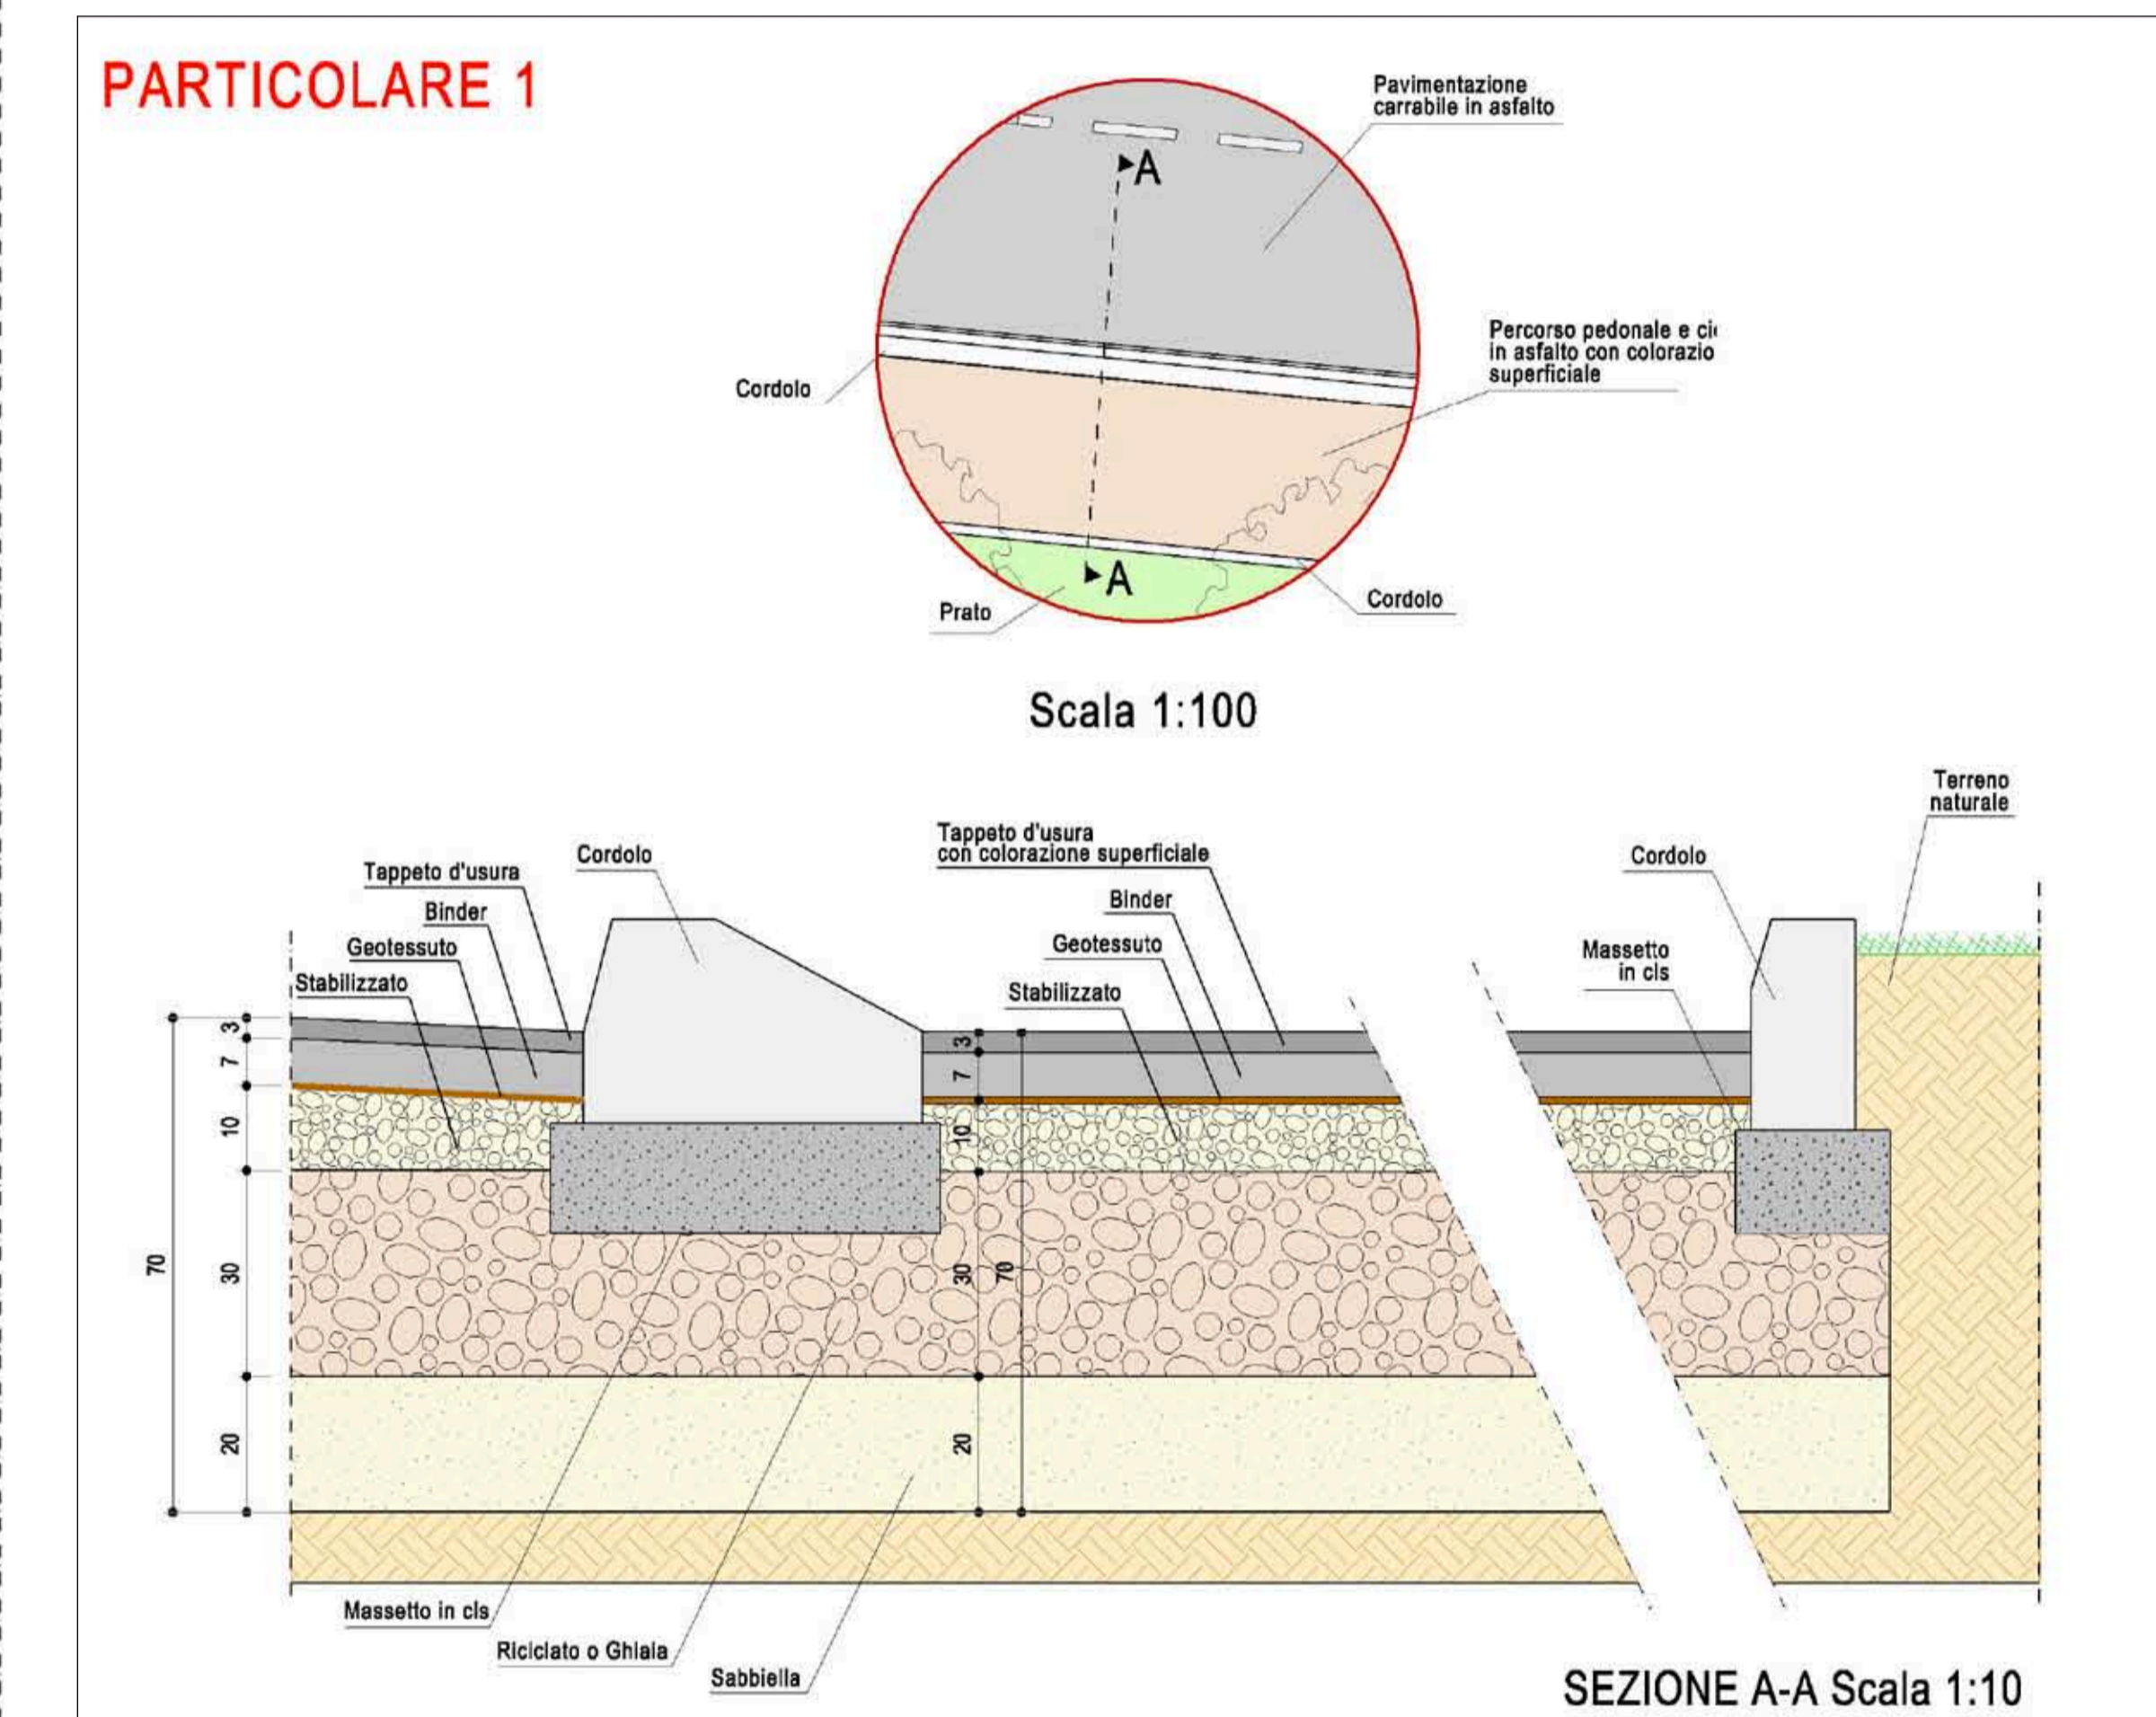 PARTICOLARE 1
Pavimentazione
carrabile in asfalto
A
Percorso pedonale e
in asfalto con
superficiale
Cordolo
A
Prato
Cordolo
Scala 1:100
Terreno
naturale
Tappeto d'usura
con colorazione superficiale
Cordolo
Cordolo
Tappeto d'usura
Binder
Binder
Geotessuto
Geotessuto
Massetto
in cls
Stabilizzato
Stabilizzato
3
3
7
7
10
10
70
30
30
70
20
20
Massetto in cls
Riciclato o Ghiaia
Sabbiella
SEZIONE A-A Scala 1:10